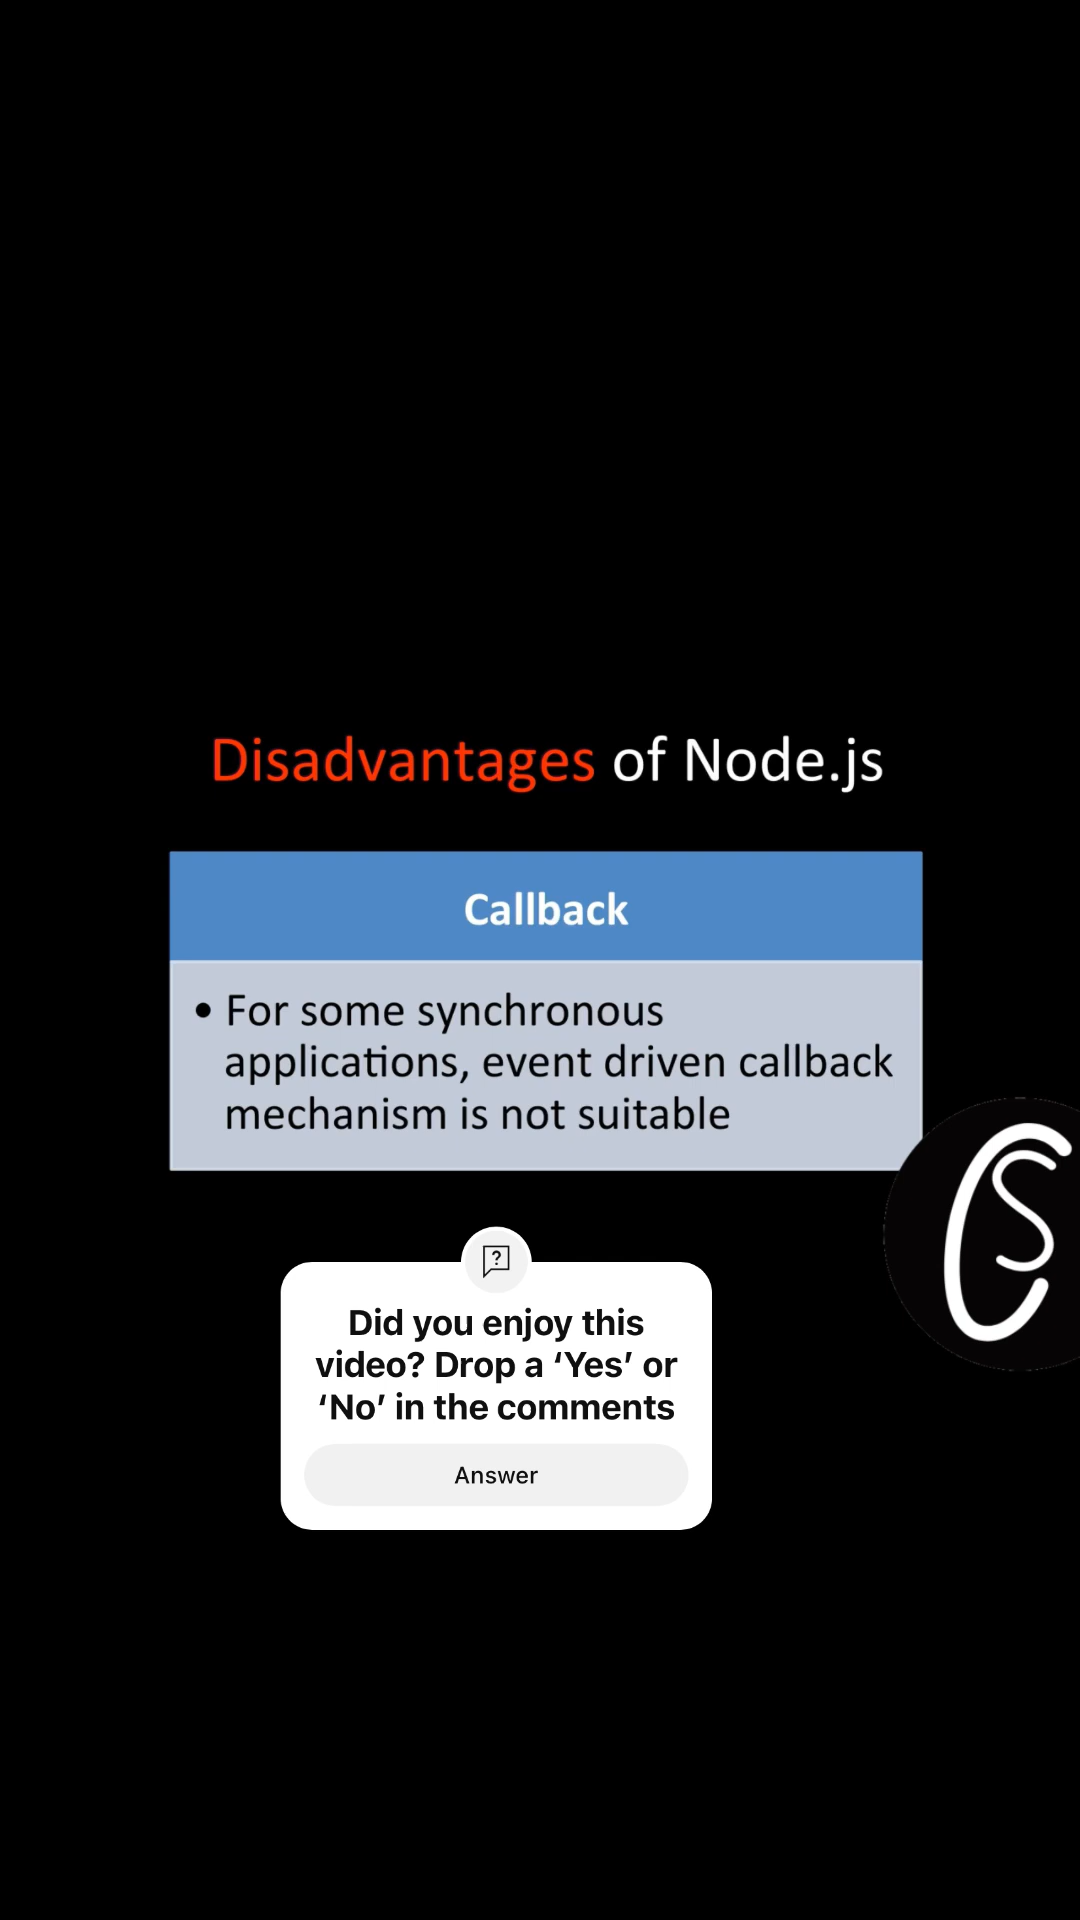 Disadvantages of Node.js
Callback
• For some synchronous
applications, event driven callback
mechanism is not suitable
CS
?
Did you enjoy this
video? Drop a ‘Yes’ or
‘No’ in the comments
Answer